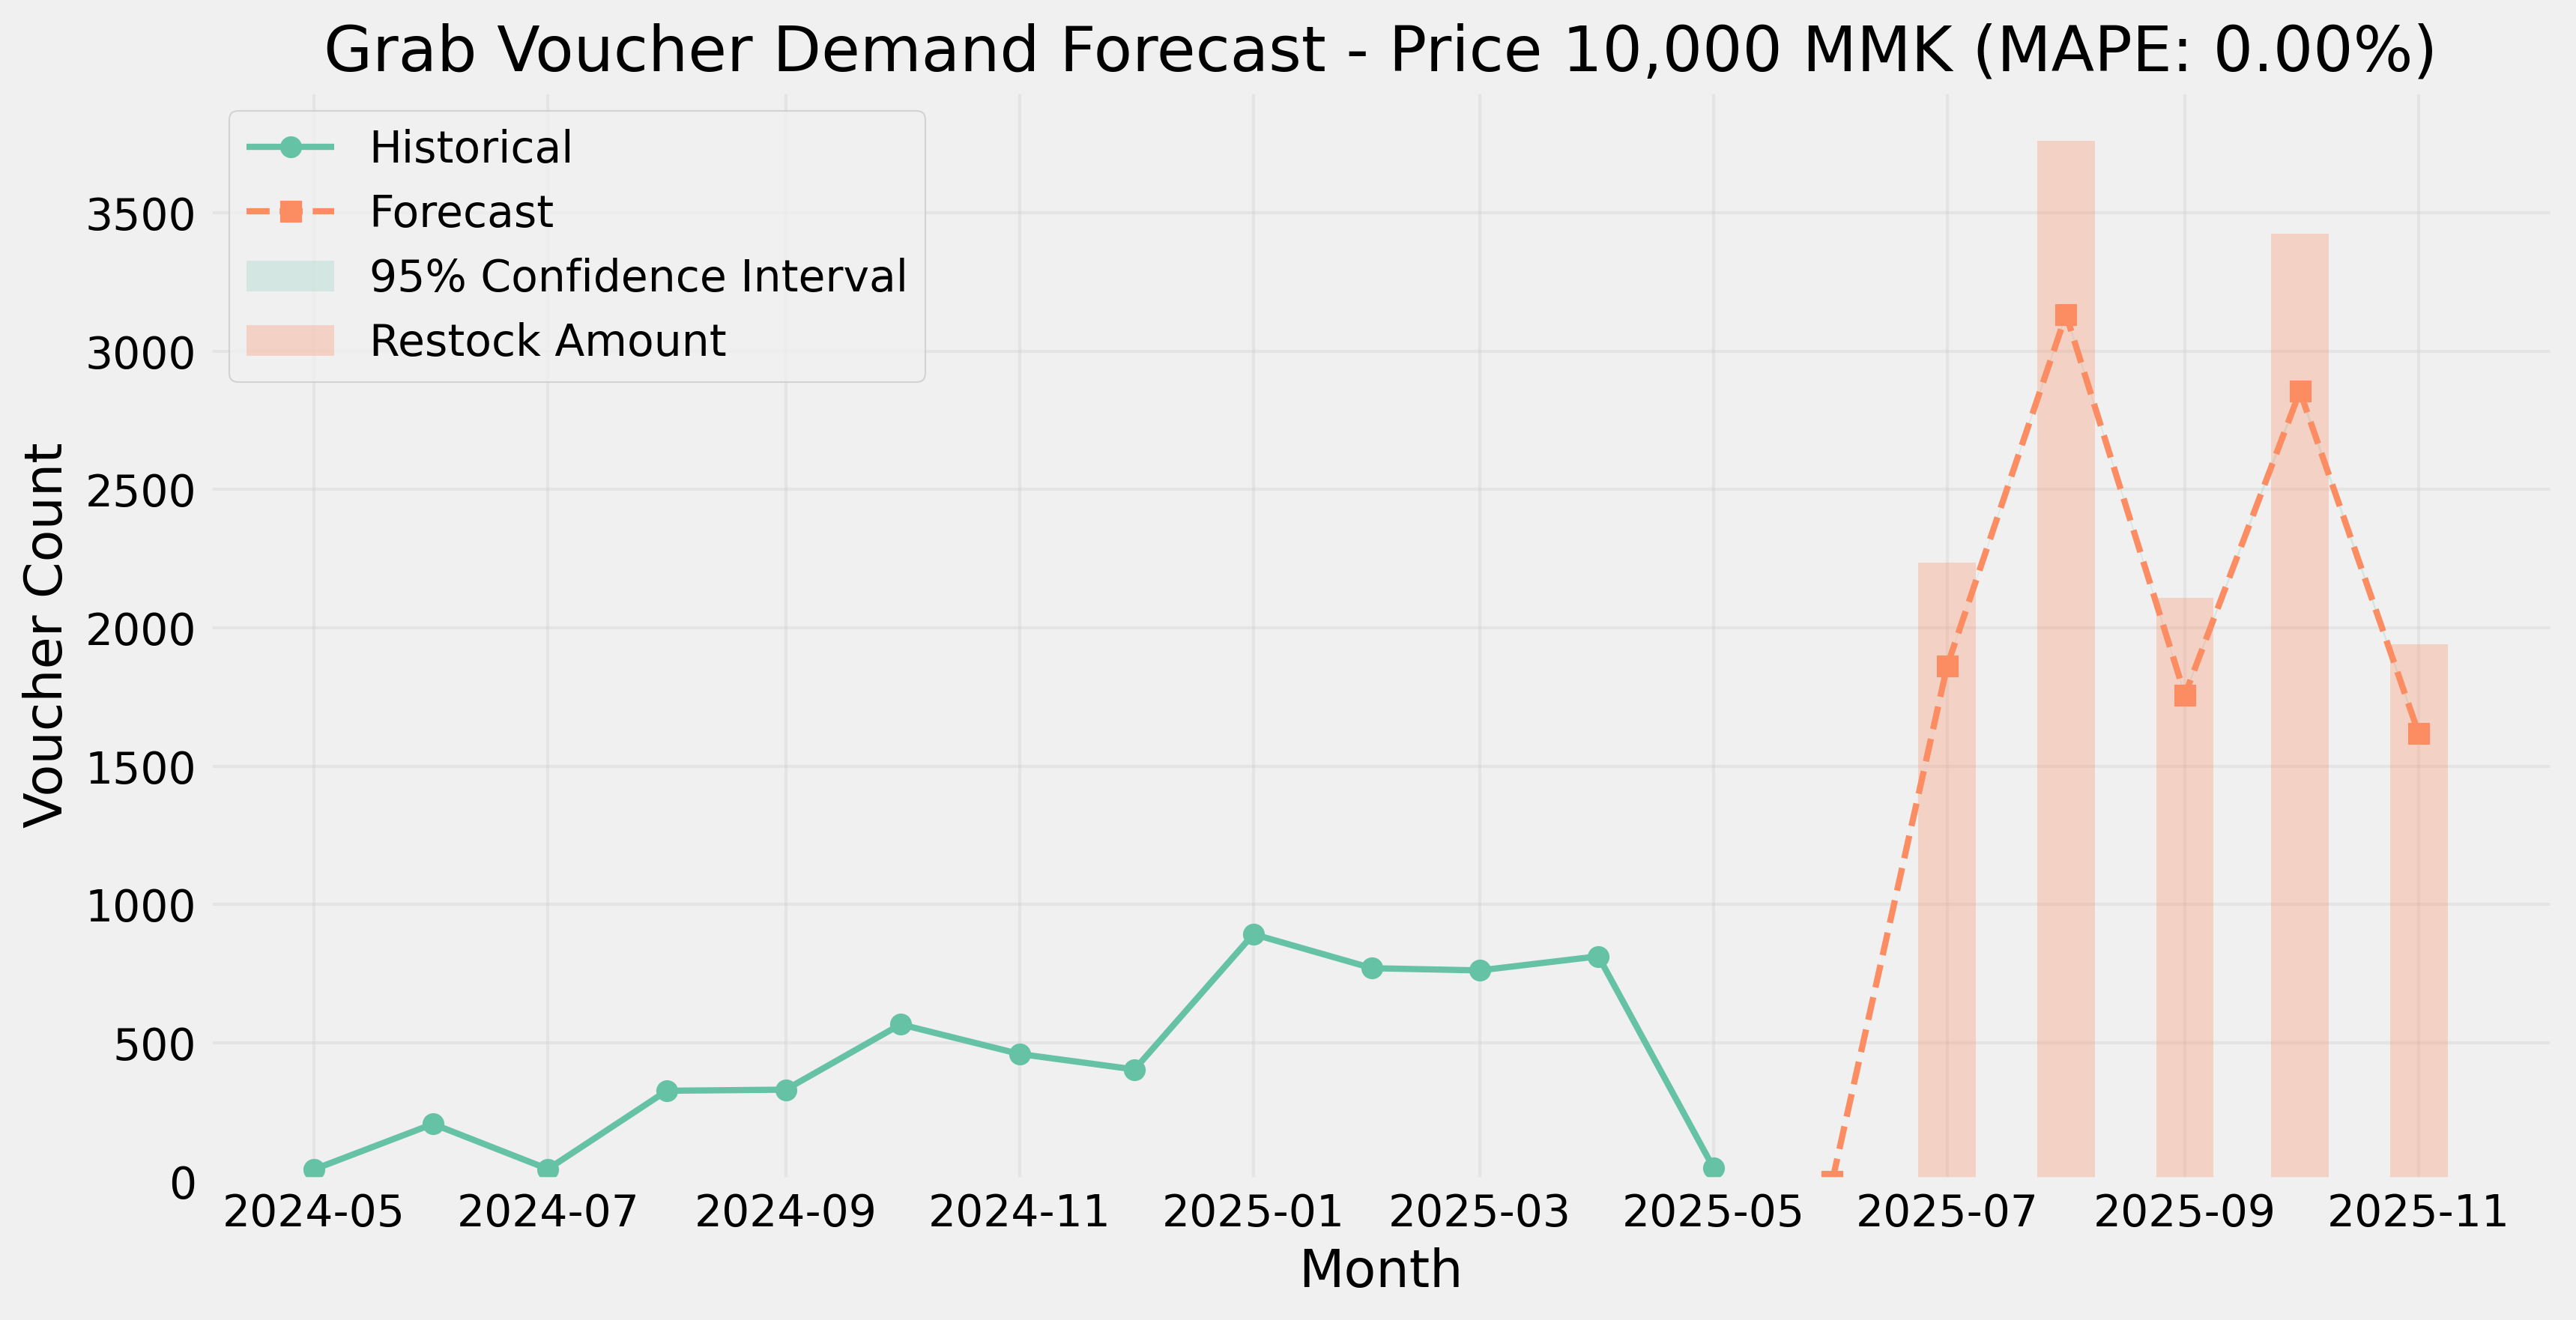 Grab Voucher Demand Forecast - Price 10,000 MMK (MAPE: 0.00%)
Historical
Forecast
95% Confidence Interval
Restock Amount
Voucher Count
3500
3000
2500
2000
1500
1000
500
0
2024-05 2024-07 2024-09 2024-11 2025-01 2025-03 2025-05 2025-07 2025-09 2025-11
Month